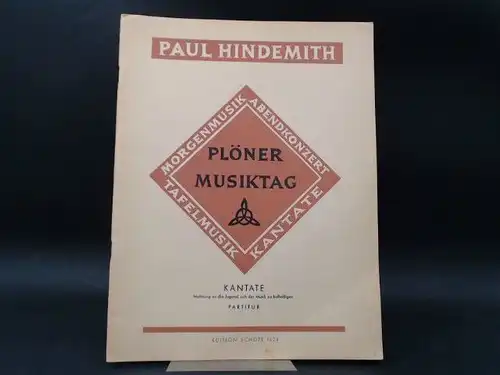 PAUL HINDEMITH
MORGENMUSIK
ABENDKONZERT
PLÖNER
MUSIKTAG
TAFELMUSIK
KANTATE
KANTATE
Mahnung an die Jugend, sich der Musik zu befleißigen
PARTITUR
EDITION SCHOTT